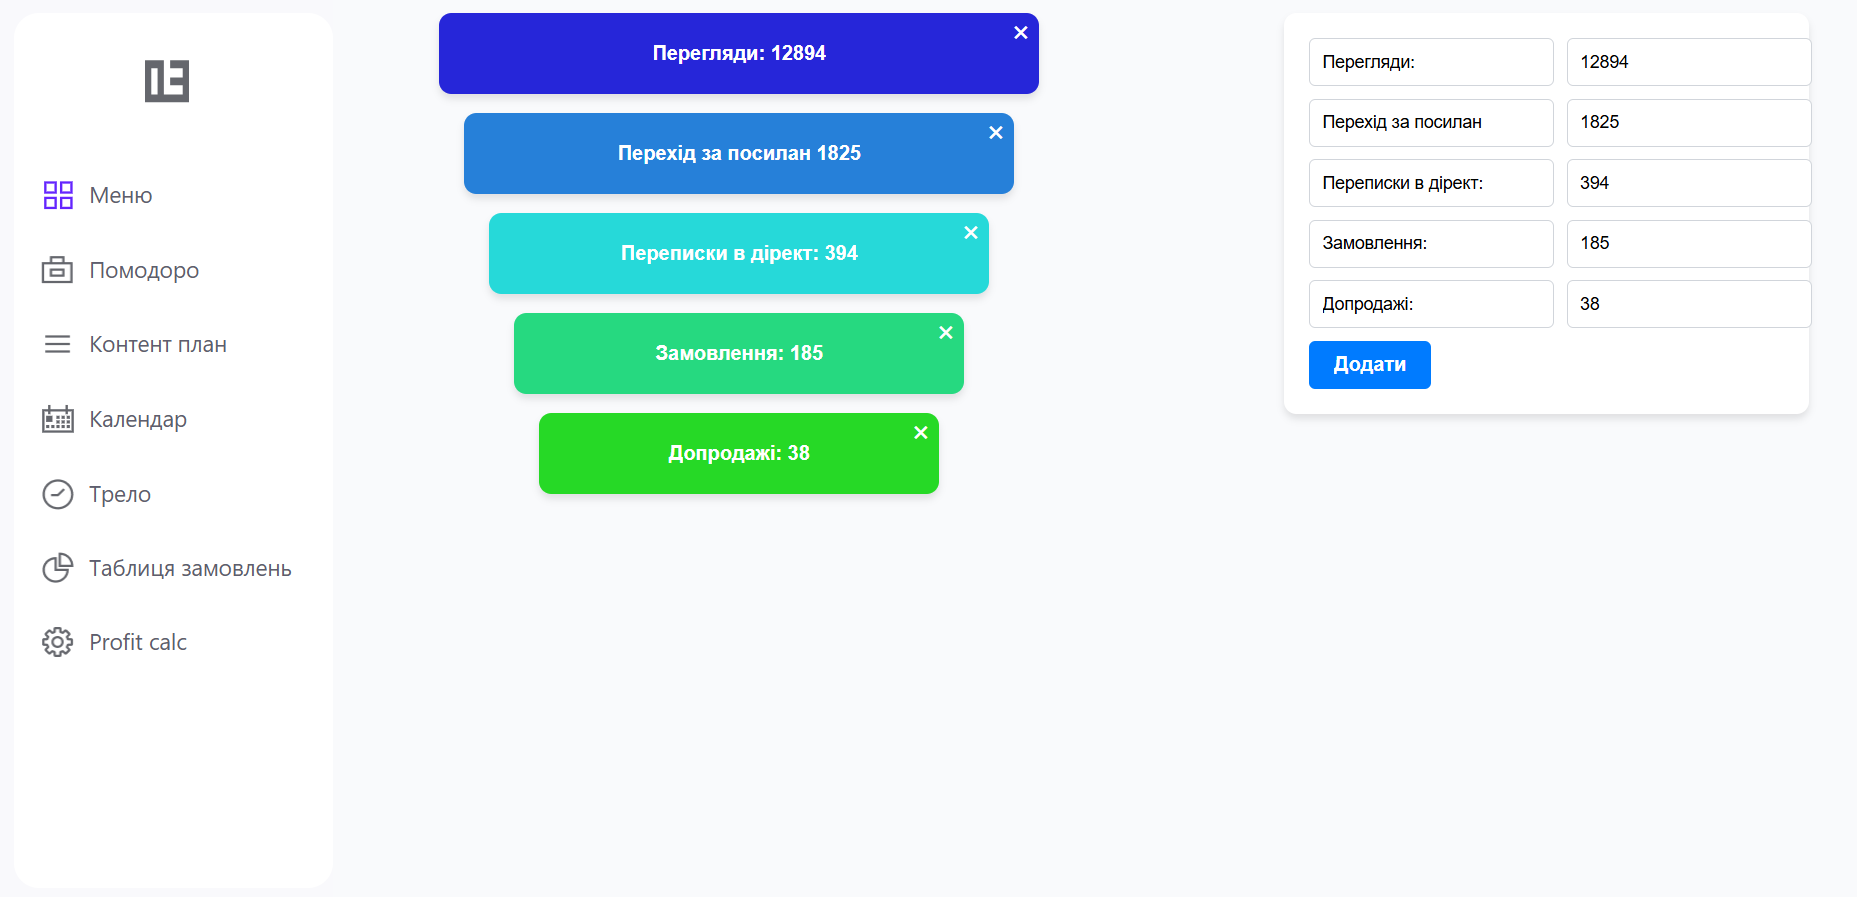 Меню
Помодоро
Контент план
Календар
Трело
Таблиця замовлень
Profit calc
Перегляди: 12894
Перехід за посилан 1825
Переписки в дірект: 394
Замовлення: 185
Допродажі: 38
Перегляди: 12894
Перехід за посилан 1825
Переписки в дірект: 394
Замовлення: 185
Допродажі: 38
Додати